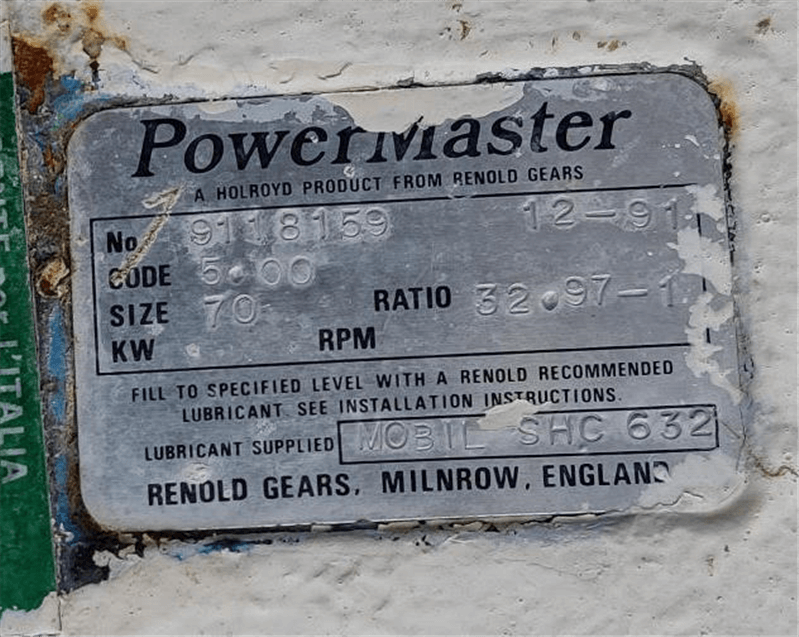 PowerMaster
A HOLROYD PRODUCT FROM RENOLD GEARS
No 9118159 12-91
CODE 5.00
SIZE 70 RATIO 32.97-1
KW RPM
FILL TO SPECIFIED LEVEL WITH A RENOLD RECOMMENDED
LUBRICANT SEE INSTALLATION INSTRUCTIONS.
LUBRICANT SUPPLIED MOBIL SHC 632
RENOLD GEARS, MILNROW, ENGLAND
per L'ITALIA